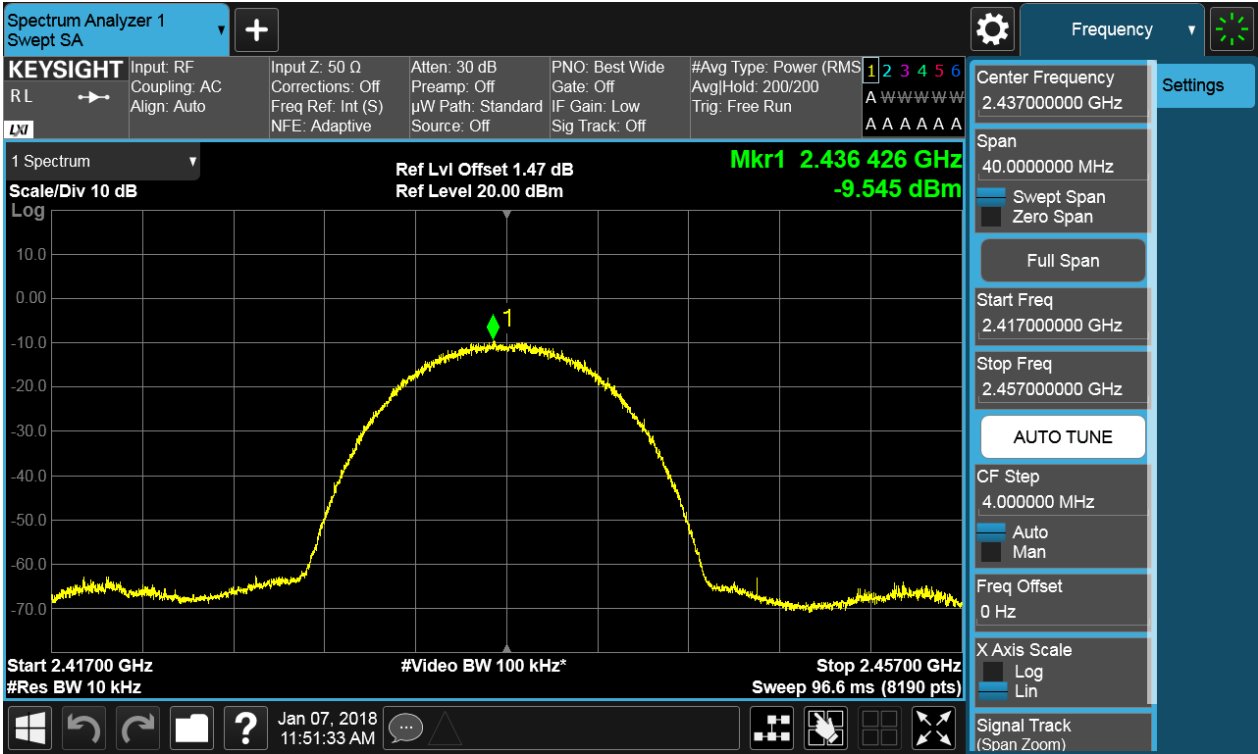 Spectrum Analyzer 1
Swept SA
Frequency
KEYSIGHT
R L
LXI
Input: RF
Coupling: AC
Align: Auto
Input Z: 50 Ω
Corrections: Off
Freq Ref: Int (S)
NFE: Adaptive
Atten: 30 dB
Preamp: Off
µW Path: Standard
Source: Off
PNO: Best Wide
Gate: Off
IF Gain: Low
Sig Track: Off
#Avg Type: Power (RMS
Avg|Hold: 200/200
Trig: Free Run
1 2 3 4 5 6
A W W W W W
A A A A A A
1 Spectrum
Scale/Div 10 dB
Log
Ref Lvl Offset 1.47 dB
Ref Level 20.00 dBm
Mkr1 2.436 426 GHz
-9.545 dBm
10.0
0.00
-10.0
-20.0
-30.0
-40.0
-50.0
-60.0
-70.0
1
Start 2.41700 GHz
#Res BW 10 kHz
#Video BW 100 kHz*
Stop 2.45700 GHz
Sweep 96.6 ms (8190 pts)
Center Frequency
2.437000000 GHz
Settings
Span
40.0000000 MHz
Swept Span
Zero Span
Full Span
Start Freq
2.417000000 GHz
Stop Freq
2.457000000 GHz
AUTO TUNE
CF Step
4.000000 MHz
Auto
Man
Freq Offset
0 Hz
X Axis Scale
Log
Lin
Signal Track
(Span Zoom)
?
Jan 07, 2018
11:51:33 AM